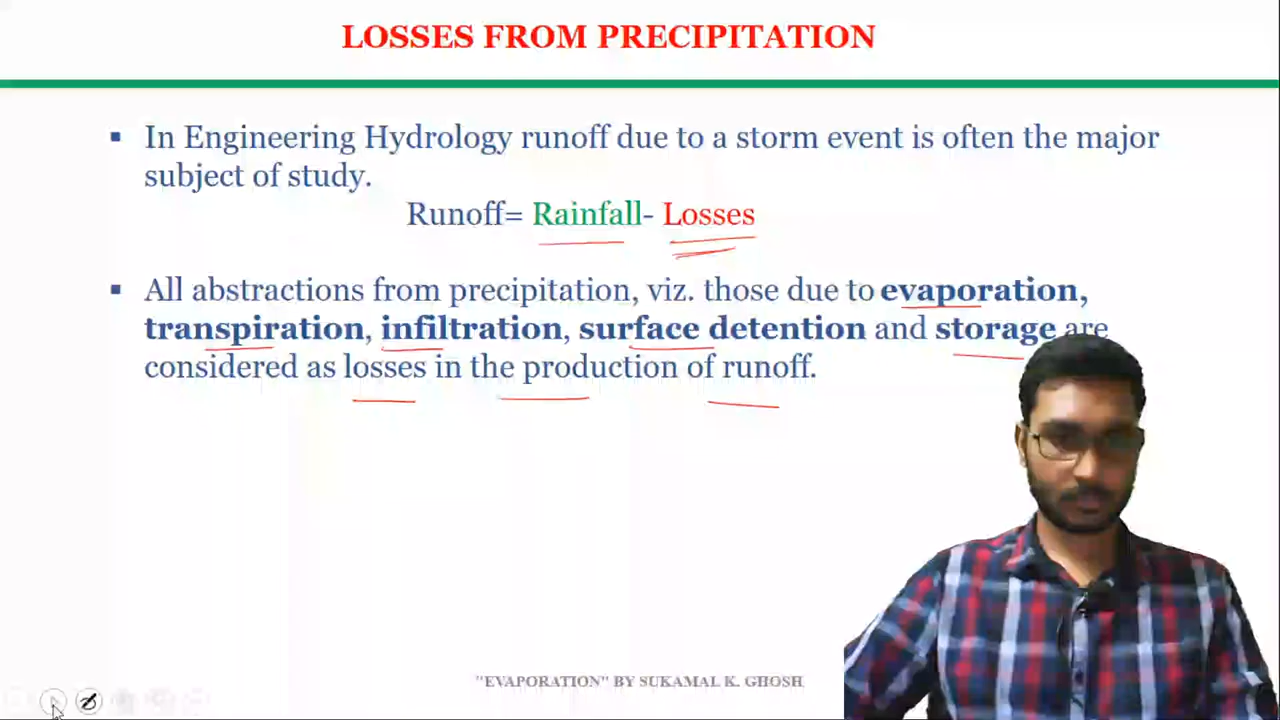 LOSSES FROM PRECIPITATION
▪ In Engineering Hydrology runoff due to a storm event is often the major
subject of study.
Runoff= Rainfall- Losses
▪ All abstractions from precipitation, viz. those due to evaporation,
transpiration, infiltration, surface detention and storage are
considered as losses in the production of runoff.
"EVAPORATION" BY SUKAMAL K. GHOSH